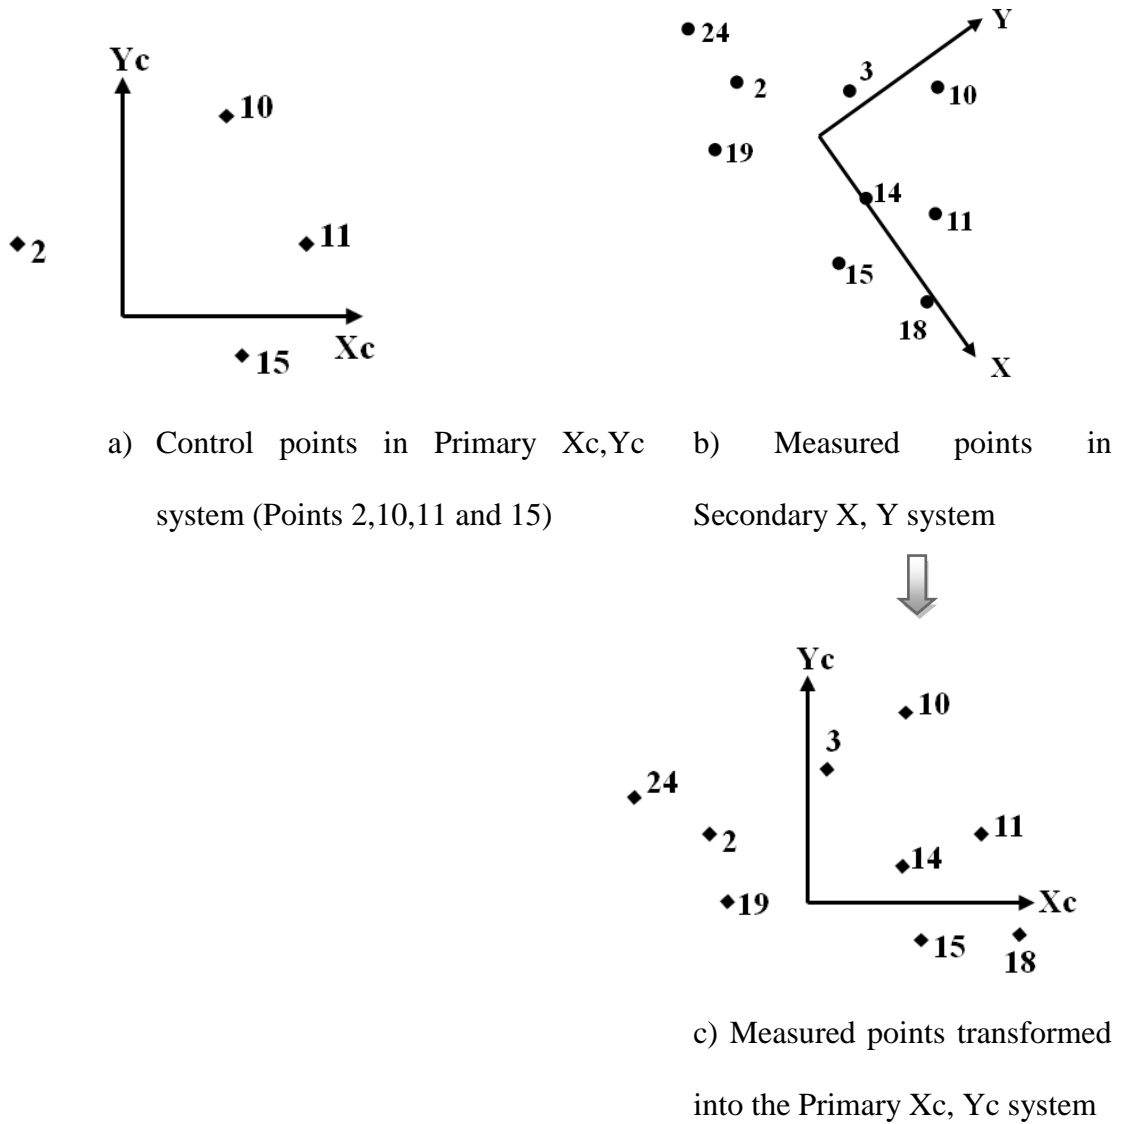 Yc
10
11
2
15
Xc
24
2
3
Y
10
19
14
11
15
18
X
a) Control points in Primary Xc,Yc
system (Points 2,10,11 and 15)
b) Measured points in
Secondary X, Y system
Yc
10
3
24
2
11
14
19
Xc
15
18
c) Measured points transformed
into the Primary Xc, Yc system